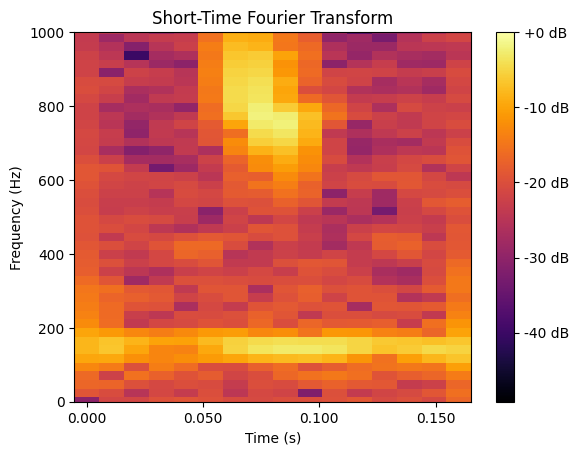 Short-Time Fourier Transform
1000
800
600
400
200
0
Frequency (Hz)
0.000
0.050
0.100
0.150
Time (s)
+0 dB
-10 dB
-20 dB
-30 dB
-40 dB